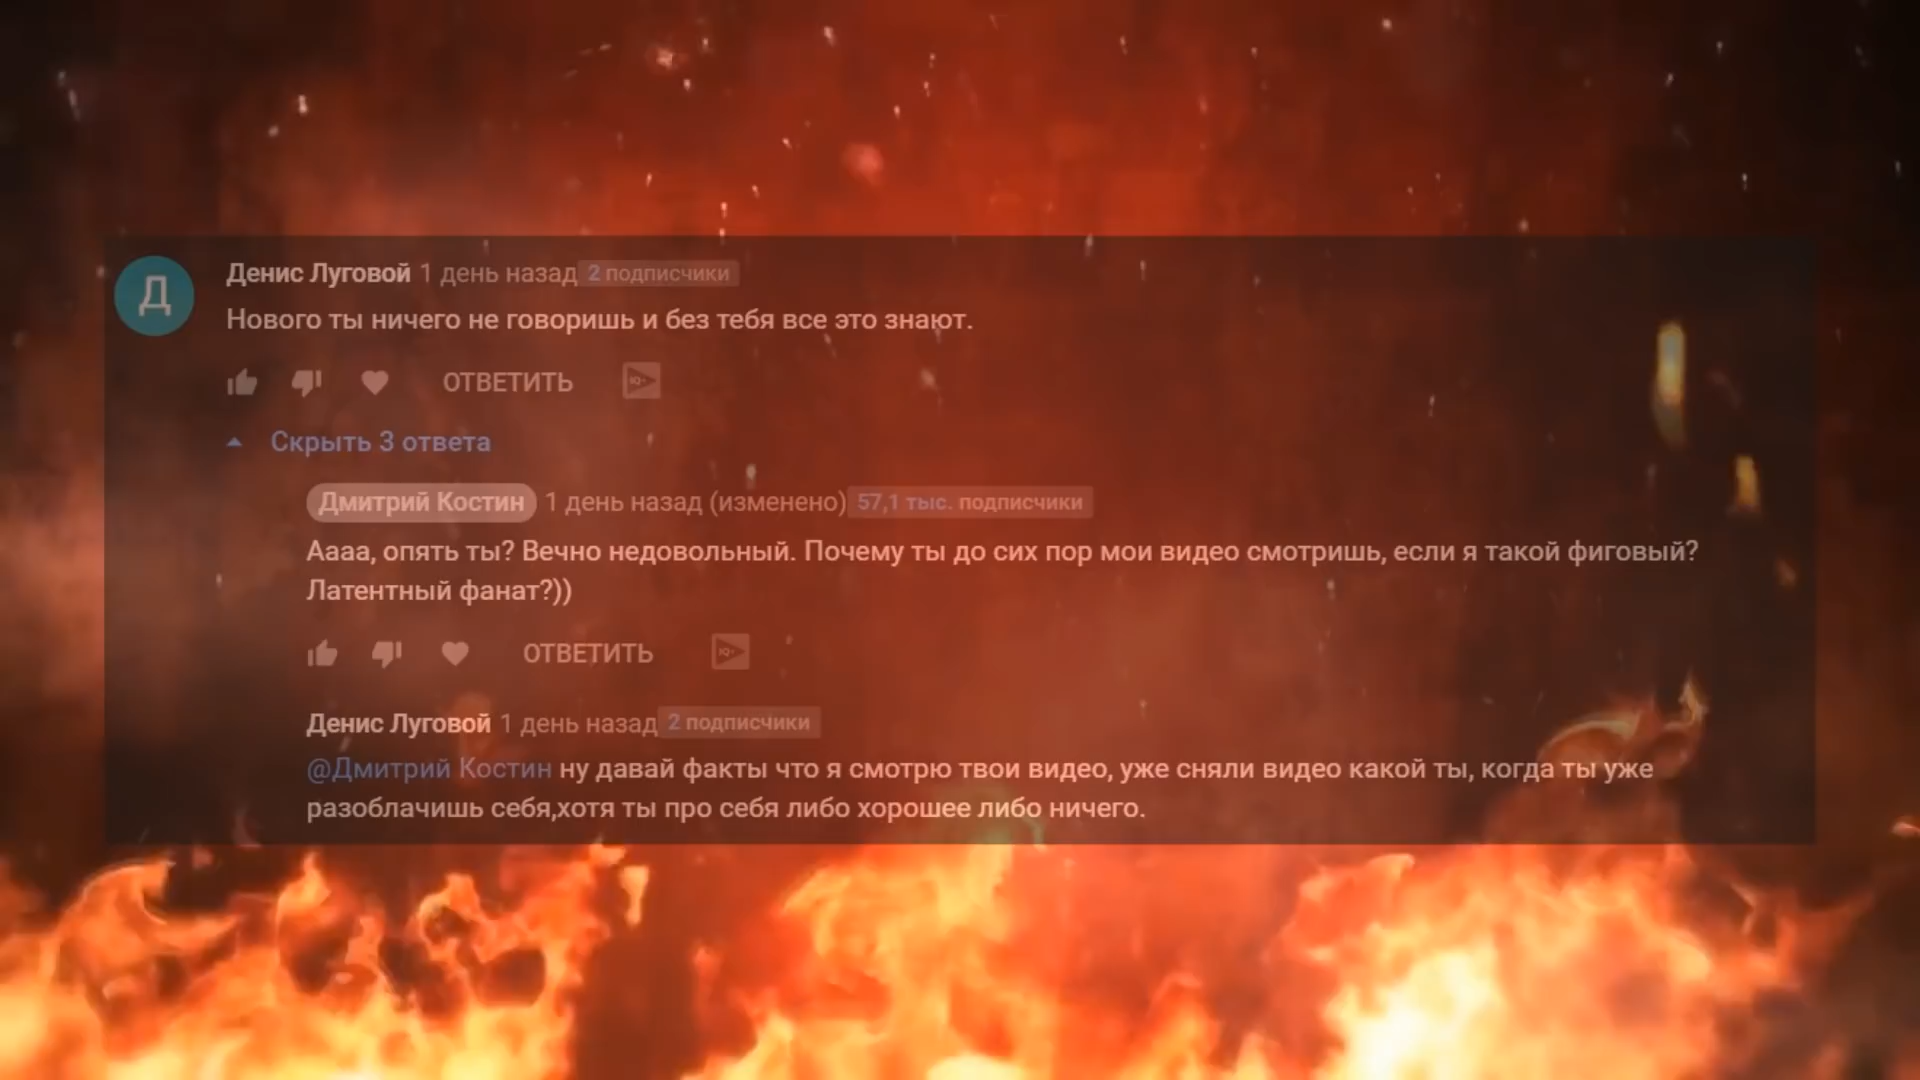 Д
Денис Луговой 1 день назад 2 подписчики
Нового ты ничего не говоришь и без тебя все это знают.
ОТВЕТИТЬ IQ+
Скрыть 3 ответа
Дмитрий Костин 1 день назад (изменено) 57,1 тыс. подписчики
Аааа, опять ты? Вечно недовольный. Почему ты до сих пор мои видео смотришь, если я такой фиговый?
Латентный фанат?))
ОТВЕТИТЬ IQ+
Денис Луговой 1 день назад 2 подписчики
@Дмитрий Костин ну давай факты что я смотрю твои видео, уже сняли видео какой ты, когда ты уже
разоблачишь себя,хотя ты про себя либо хорошее либо ничего.